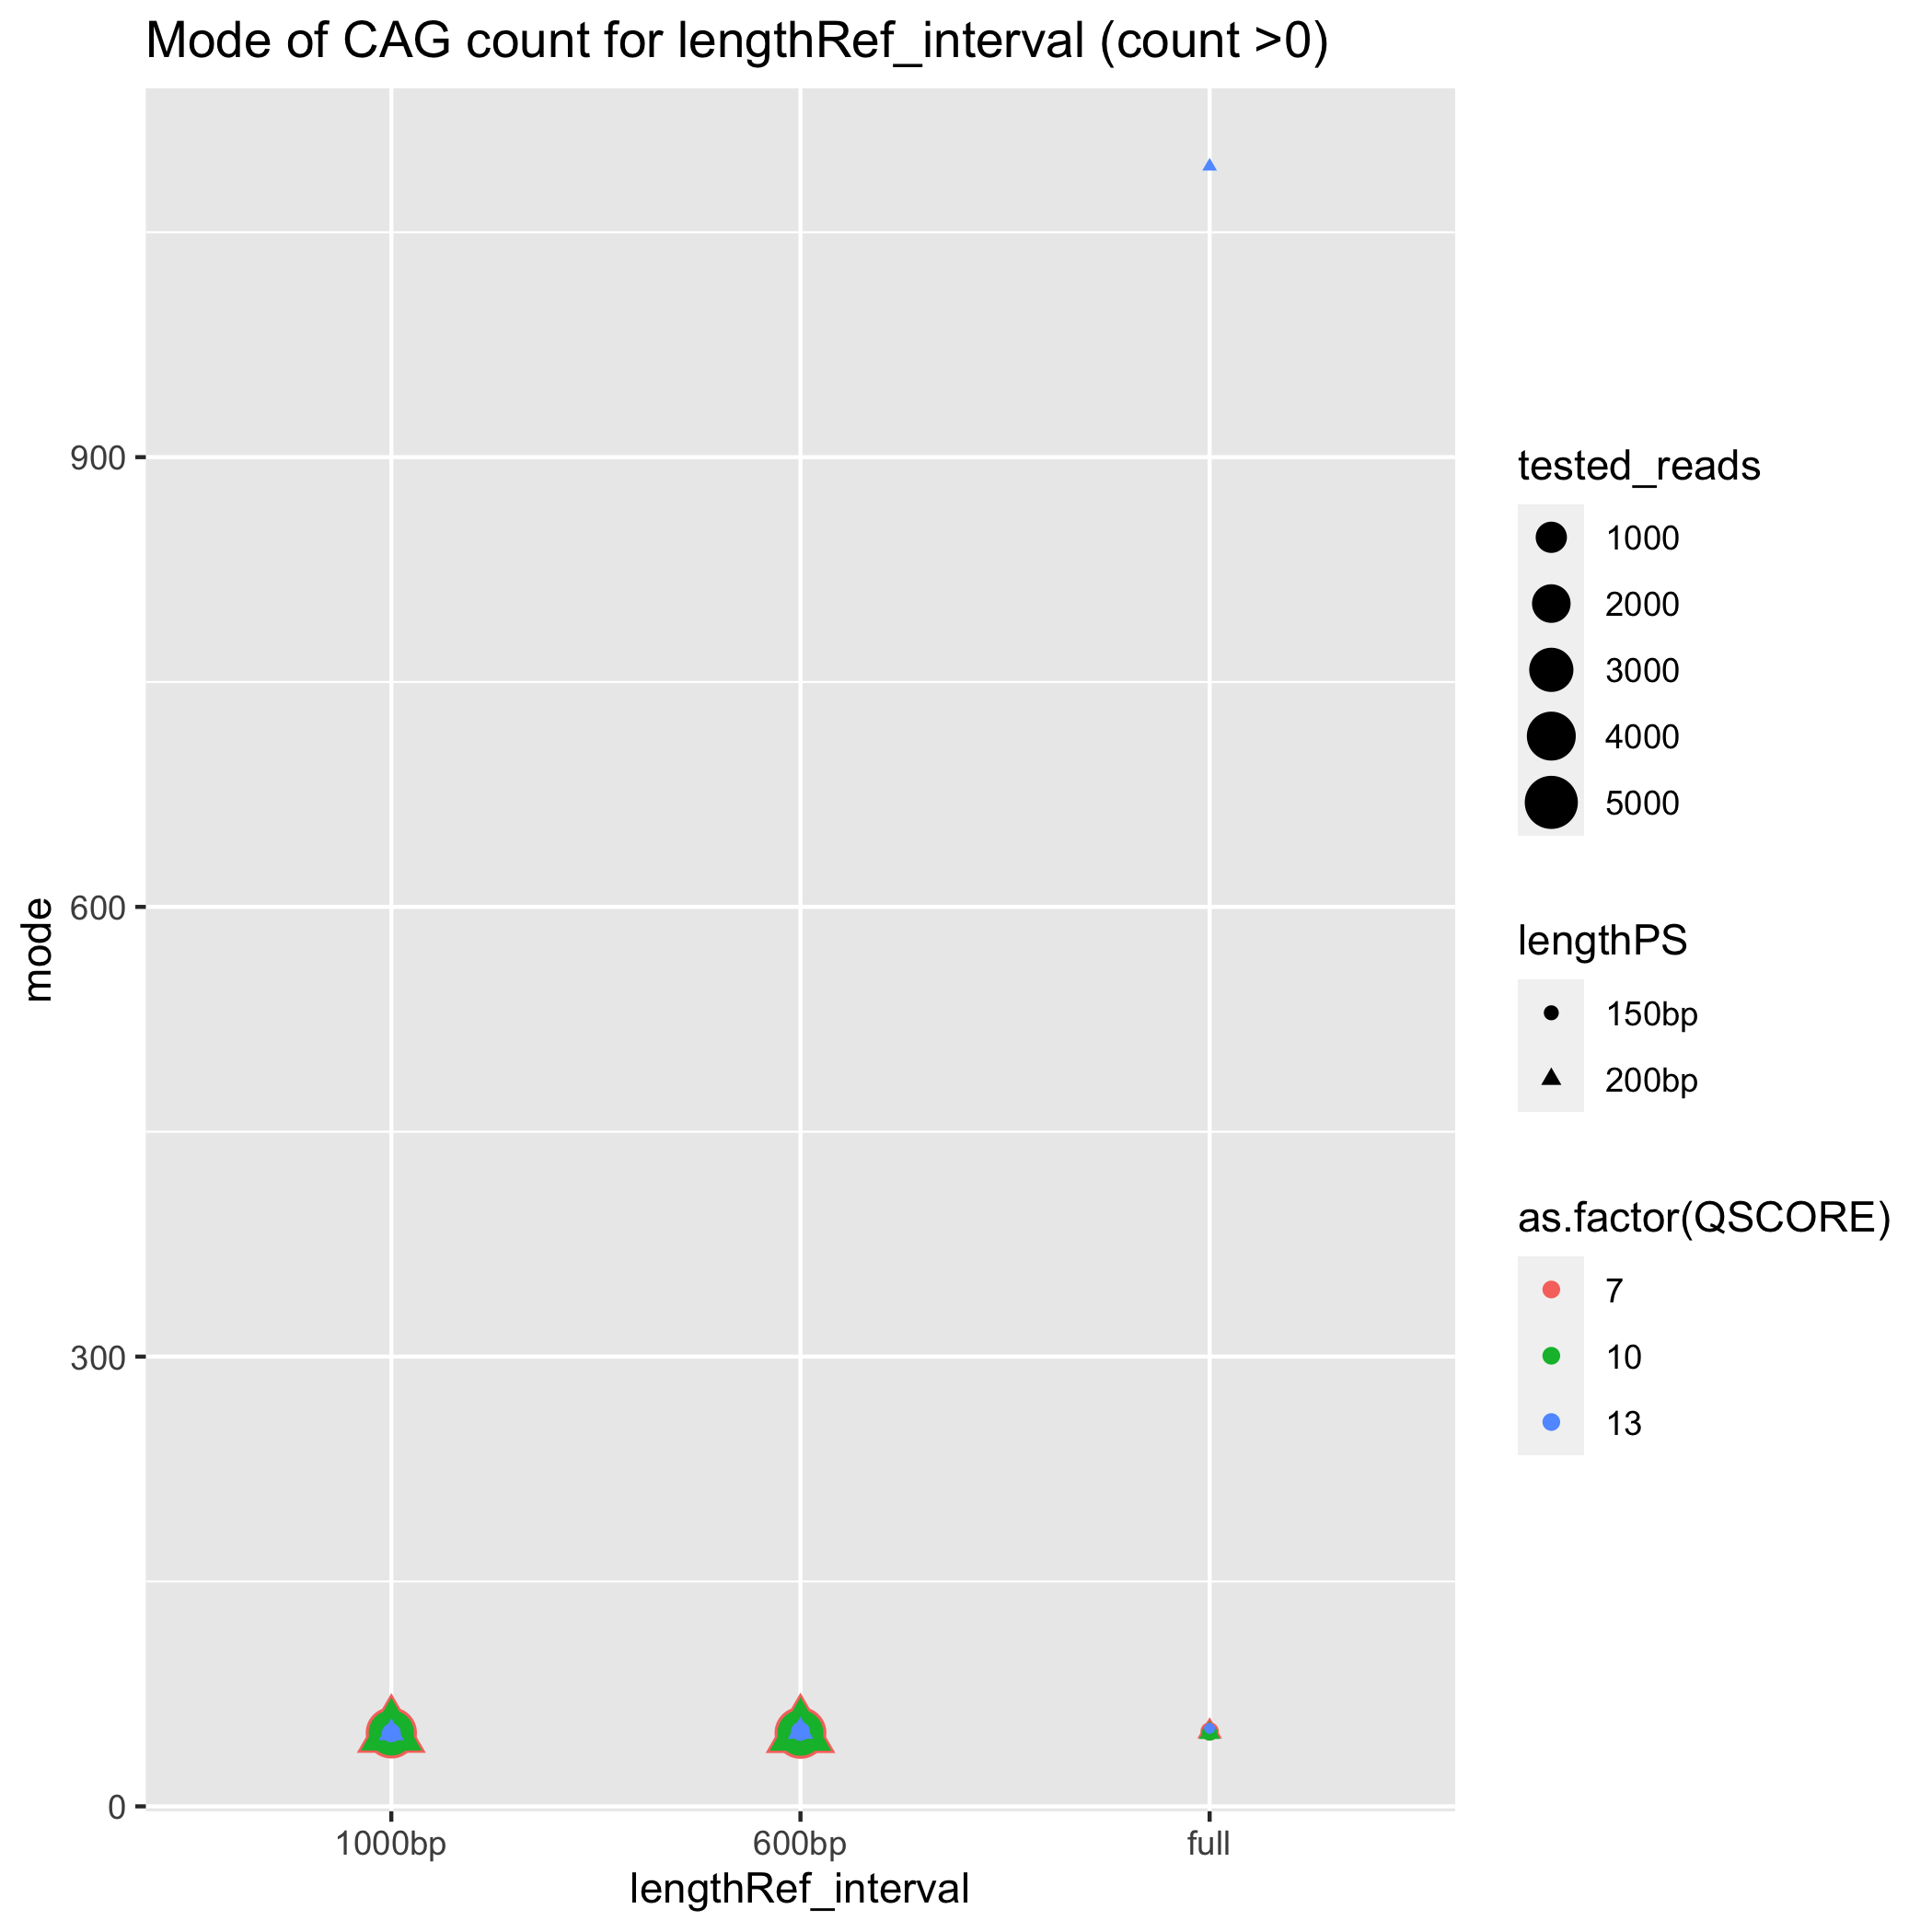 Mode of CAG count for lengthRef_interval (count >0)
900
600
300
0
mode
1000bp
600bp
full
lengthRef_interval
tested_reads
1000
2000
3000
4000
5000
lengthPS
150bp
200bp
as.factor(QSCORE)
7
10
13